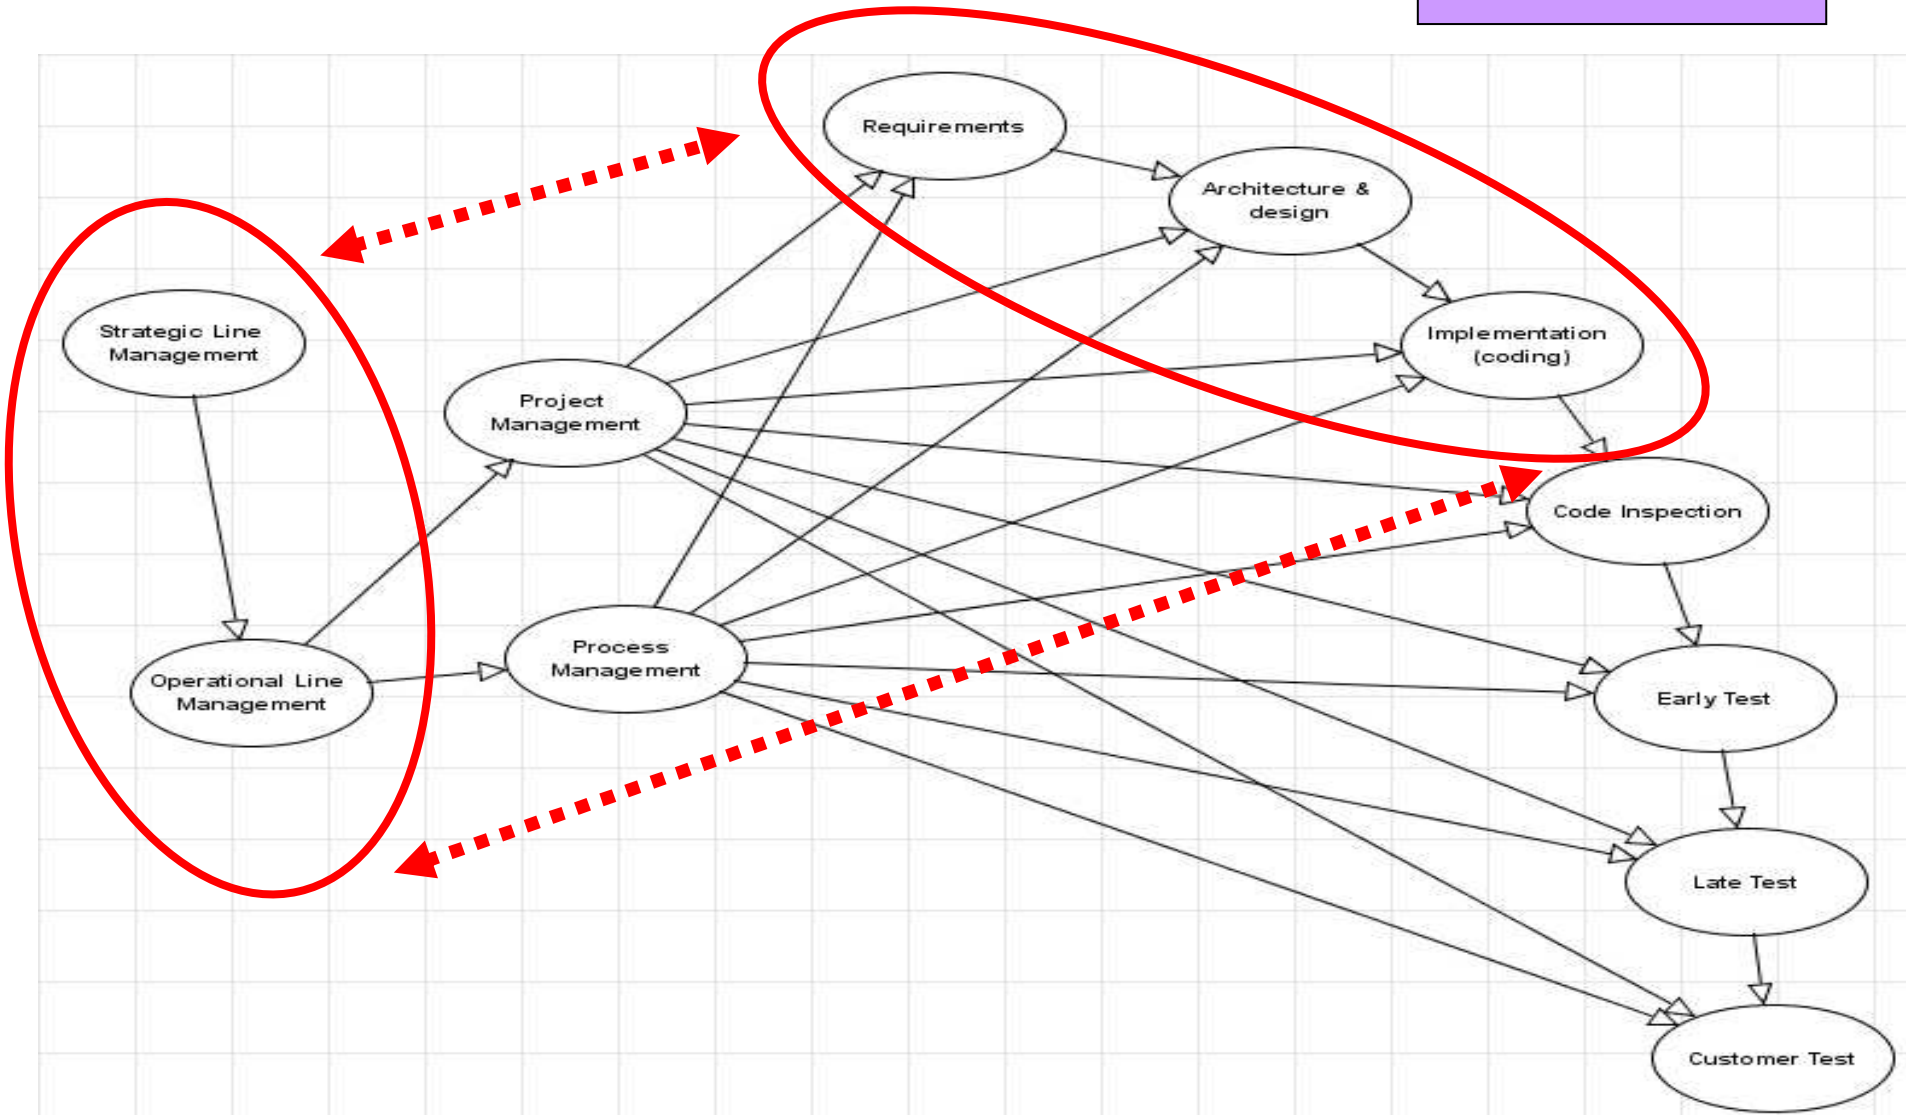 Requirements
Architecture &
design
Strategic Line
Management
Implementation
(coding)
Project
Management
Code Inspection
Process
Management
Operational Line
Management
Early Test
Late Test
Customer Test